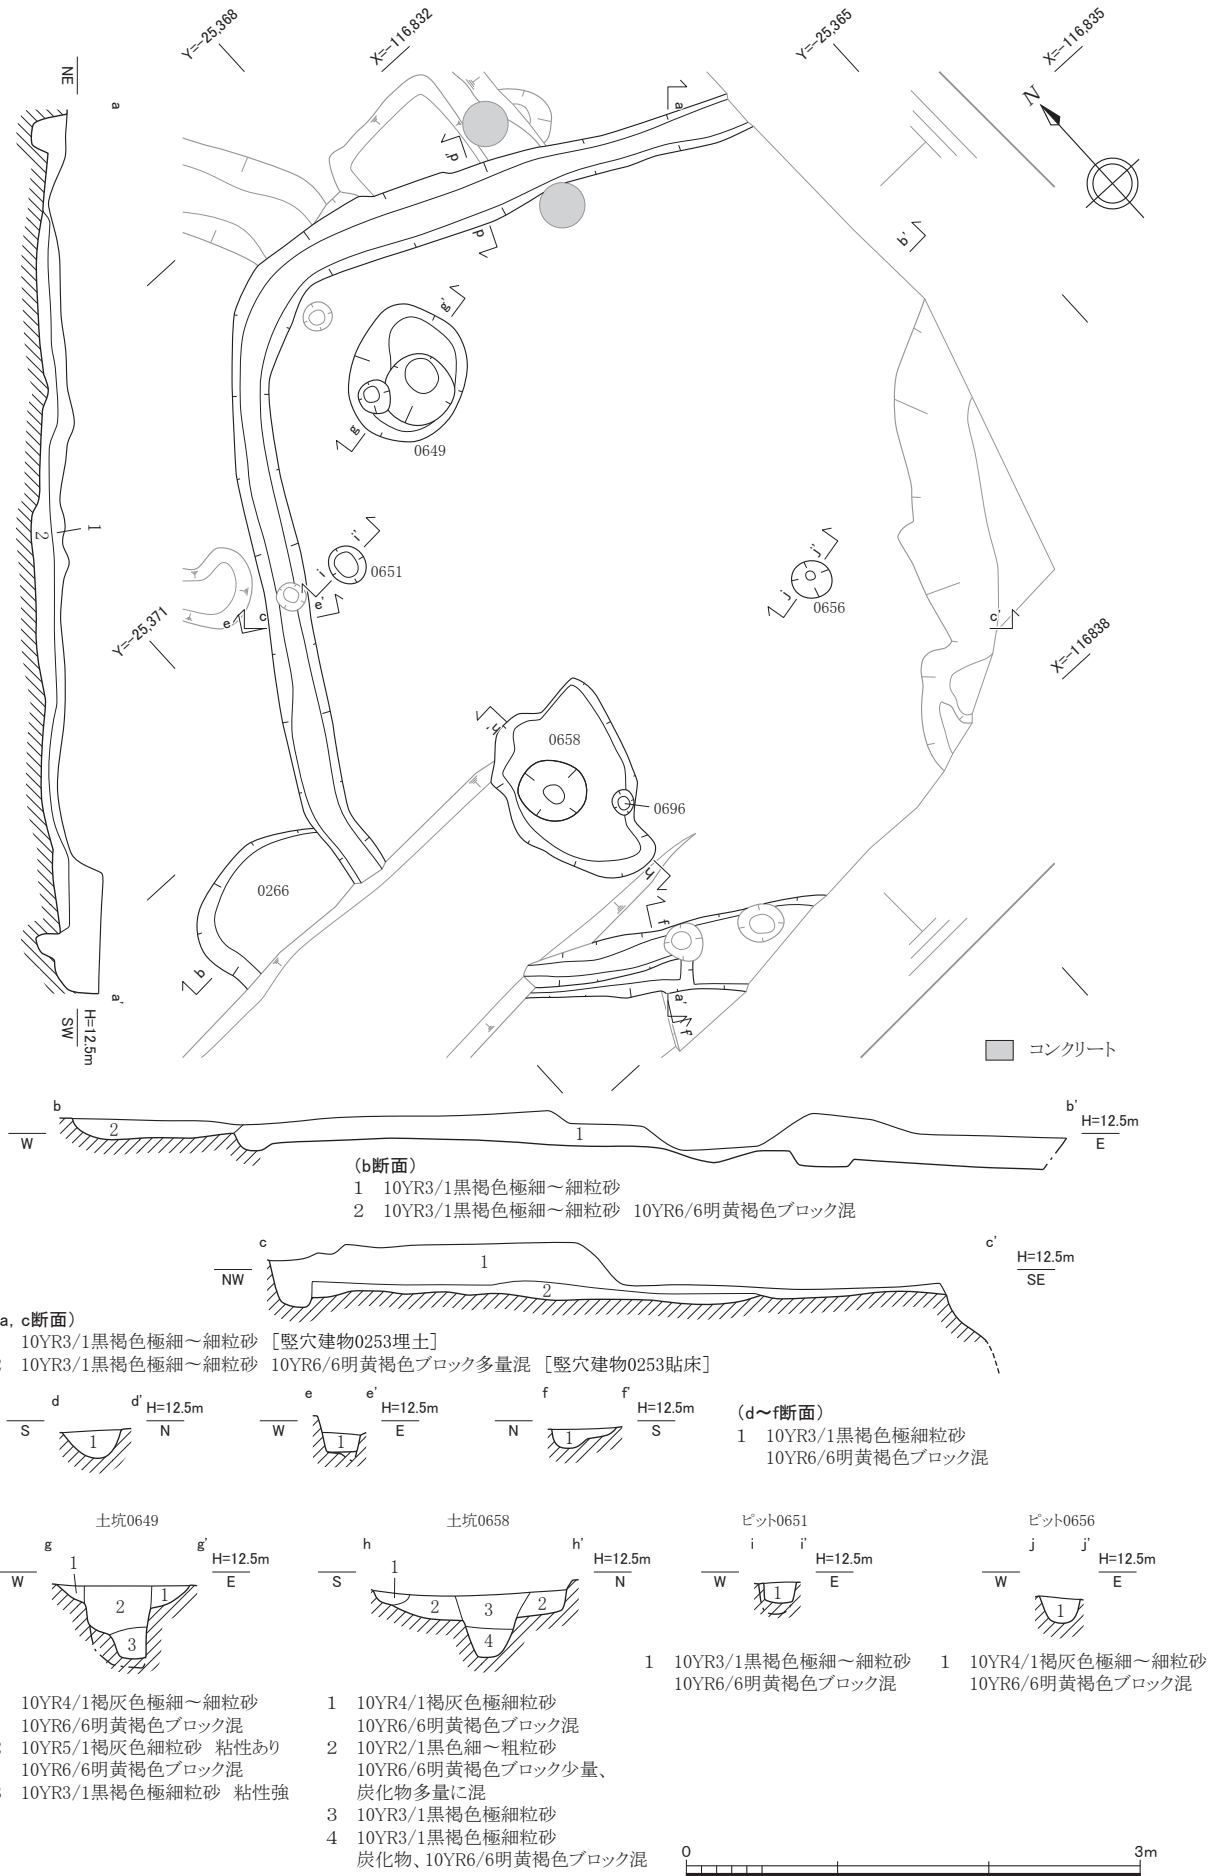 Y=-25,368
X=-116,832
Y=-25,365
X=-116,835
NE
a
a
N
d'
d
b'
g'
g
0649
i'
i
0651
j'
j
0656
e
c
e'
c'
Y=-25,371
X=-116838
1
2
h'
0658
0696
h
0266
b
f
a'
f'
a'
H=12.5m
SW
コンクリート
b
b'
W
2
1
H=12.5m
E
(b断面)
1 10YR3/1黒褐色極細〜細粒砂
2 10YR3/1黒褐色極細〜細粒砂 10YR6/6明黄褐色ブロック混
c
c'
NW
1
2
H=12.5m
SE
a, c断面)
10YR3/1黒褐色極細〜細粒砂 [竪穴建物0253埋土]
10YR3/1黒褐色極細〜細粒砂 10YR6/6明黄褐色ブロック多量混 [竪穴建物0253貼床]
d d' H=12.5m
S 1 N
e e' H=12.5m
W 1 E
f f' H=12.5m
N 1 S
(d〜f断面)
1 10YR3/1黒褐色極細粒砂
10YR6/6明黄褐色ブロック混
土坑0649
g g' H=12.5m
W 1 2 1 3 E
土坑0658
h h' H=12.5m
S 1 2 3 2 4 N
ピット0651
i i' H=12.5m
W 1 E
ピット0656
j j' H=12.5m
W 1 E
10YR4/1褐灰色極細〜細粒砂
10YR6/6明黄褐色ブロック混
10YR5/1褐灰色細粒砂 粘性あり
10YR6/6明黄褐色ブロック混
10YR3/1黒褐色極細粒砂 粘性強
1 10YR4/1褐灰色極細粒砂
10YR6/6明黄褐色ブロック混
2 10YR2/1黒色細〜粗粒砂
10YR6/6明黄褐色ブロック少量、
炭化物多量に混
3 10YR3/1黒褐色極細粒砂
4 10YR3/1黒褐色極細粒砂
炭化物、10YR6/6明黄褐色ブロック混
1 10YR3/1黒褐色極細〜細粒砂
10YR6/6明黄褐色ブロック混
1 10YR4/1褐灰色極細〜細粒砂
10YR6/6明黄褐色ブロック混
0 3m